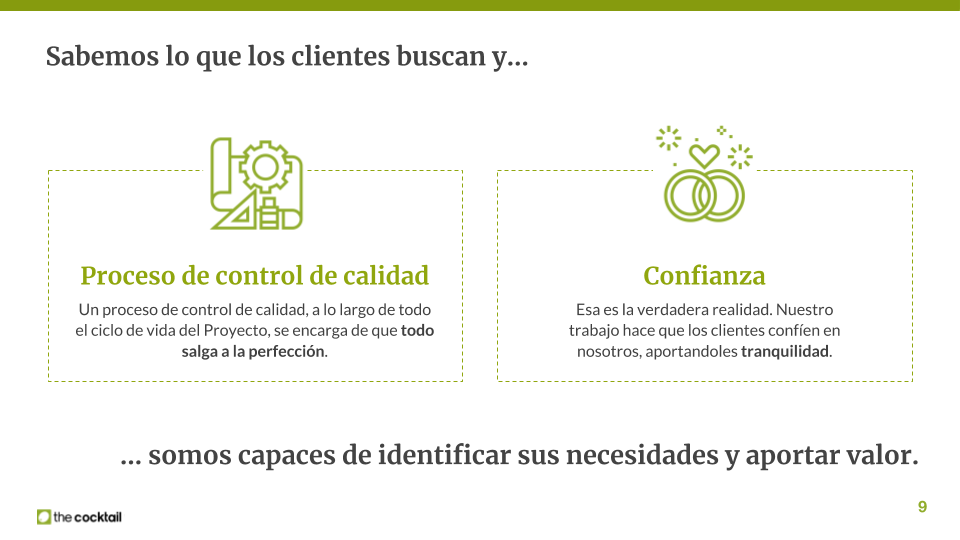 Sabemos lo que los clientes buscan y...
Proceso de control de calidad
Un proceso de control de calidad, a lo largo de todo
el ciclo de vida del Proyecto, se encarga de que todo
salga a la perfección.
Confianza
Esa es la verdadera realidad. Nuestro
trabajo hace que los clientes confíen en
nosotros, aportandoles tranquilidad.
... somos capaces de identificar sus necesidades y aportar valor.
the cocktail
9